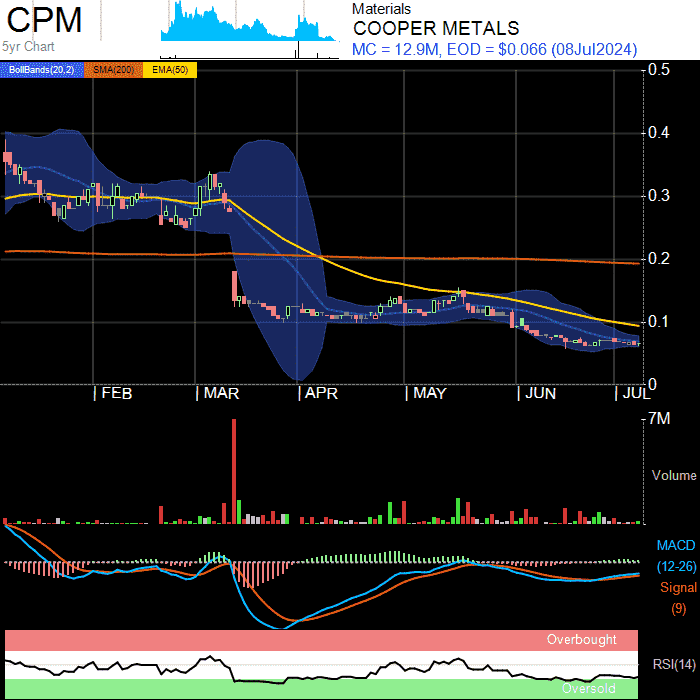 CPM
5yr Chart
Materials
COOPER METALS
MC = 12.9M, EOD = $0.066 (08Jul2024)
BollBands(20,2) SMA(200) EMA(50)
0.5
0.4
0.3
0.2
0.1
0
| FEB | MAR | APR | MAY | JUN | JUL
7M
Volume
MACD
(12-26)
Signal
(9)
Overbought
RSI(14)
Oversold